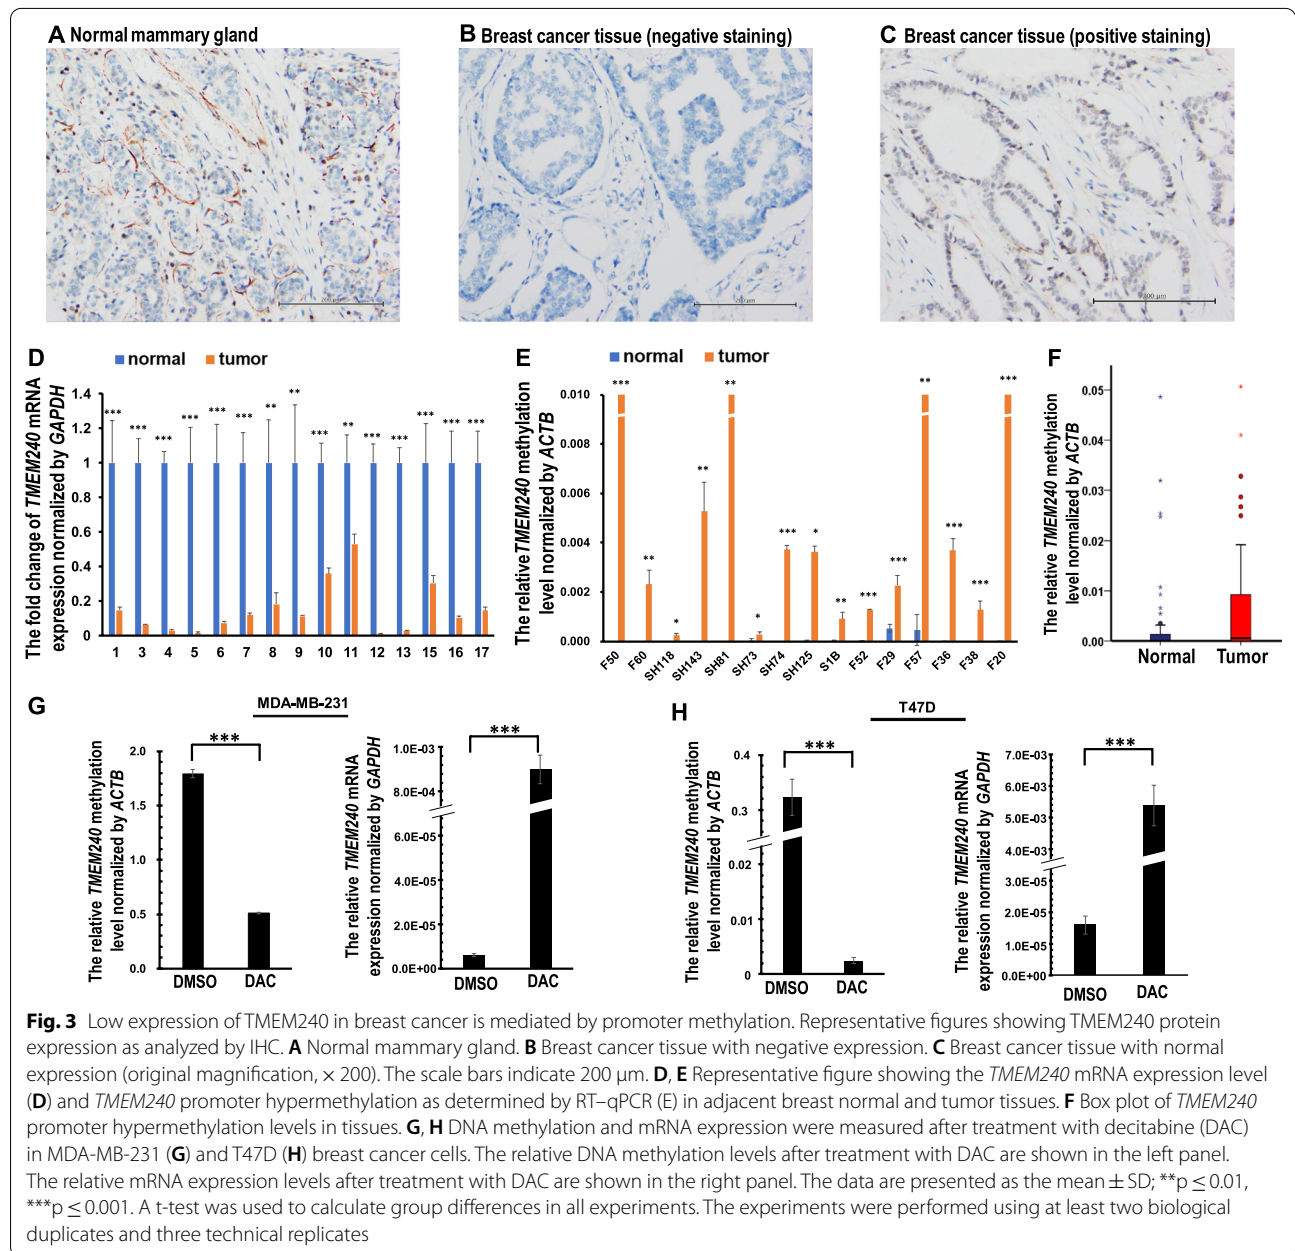 A Normal mammary gland
B Breast cancer tissue (negative staining)
C Breast cancer tissue (positive staining)
200 µm
200 µm
200 µm
D
normal tumor
The fold change of TMEM240 mRNA
expression normalized by GAPDH
1.4
1.2
1
0.8
0.6
0.4
0.2
0
*** *** *** *** *** *** ** ** *** ** *** *** *** *** ***
1 3 4 5 6 7 8 9 10 11 12 13 15 16 17
E
normal tumor
The relative TMEM240 methylation
level normalized by ACTB
0.010
0.008
0.006
0.004
0.002
0.000
*** ** * ** ** * *** * ** *** *** ** *** *** ***
F50 F60 SH118 SH143 SH81 SH73 SH74 SH125 S1B F52 F29 F57 F36 F38 F20
F
The relative TMEM240 methylation
level normalized by ACTB
0.05
0.04
0.03
0.02
0.01
0.00
Normal Tumor
G
MDA-MB-231
The relative TMEM240 methylation
level normalized by ACTB
2.0
1.5
1.0
0.5
0.0
***
DMSO DAC
The relative TMEM240 mRNA
expression normalized by GAPDH
1.0E-03
8.0E-04
6.0E-05
4.0E-05
2.0E-05
0.0E+00
***
DMSO DAC
H
T47D
The relative TMEM240 methylation
level normalized by ACTB
0.4
0.3
0.02
0.01
0
***
DMSO DAC
The relative TMEM240 mRNA
expression normalized by GAPDH
7.0E-03
6.0E-03
5.0E-03
4.0E-03
3.0E-05
2.0E-05
1.0E-05
0.0E+00
***
DMSO DAC
Fig. 3 Low expression of TMEM240 in breast cancer is mediated by promoter methylation. Representative figures showing TMEM240 protein
expression as analyzed by IHC. A Normal mammary gland. B Breast cancer tissue with negative expression. C Breast cancer tissue with normal
expression (original magnification, × 200). The scale bars indicate 200 µm. D, E Representative figure showing the TMEM240 mRNA expression level
(D) and TMEM240 promoter hypermethylation as determined by RT–qPCR (E) in adjacent breast normal and tumor tissues. F Box plot of TMEM240
promoter hypermethylation levels in tissues. G, H DNA methylation and mRNA expression were measured after treatment with decitabine (DAC)
in MDA-MB-231 (G) and T47D (H) breast cancer cells. The relative DNA methylation levels after treatment with DAC are shown in the left panel.
The relative mRNA expression levels after treatment with DAC are shown in the right panel. The data are presented as the mean ± SD; **p ≤ 0.01,
***p ≤ 0.001. A t-test was used to calculate group differences in all experiments. The experiments were performed using at least two biological
duplicates and three technical replicates